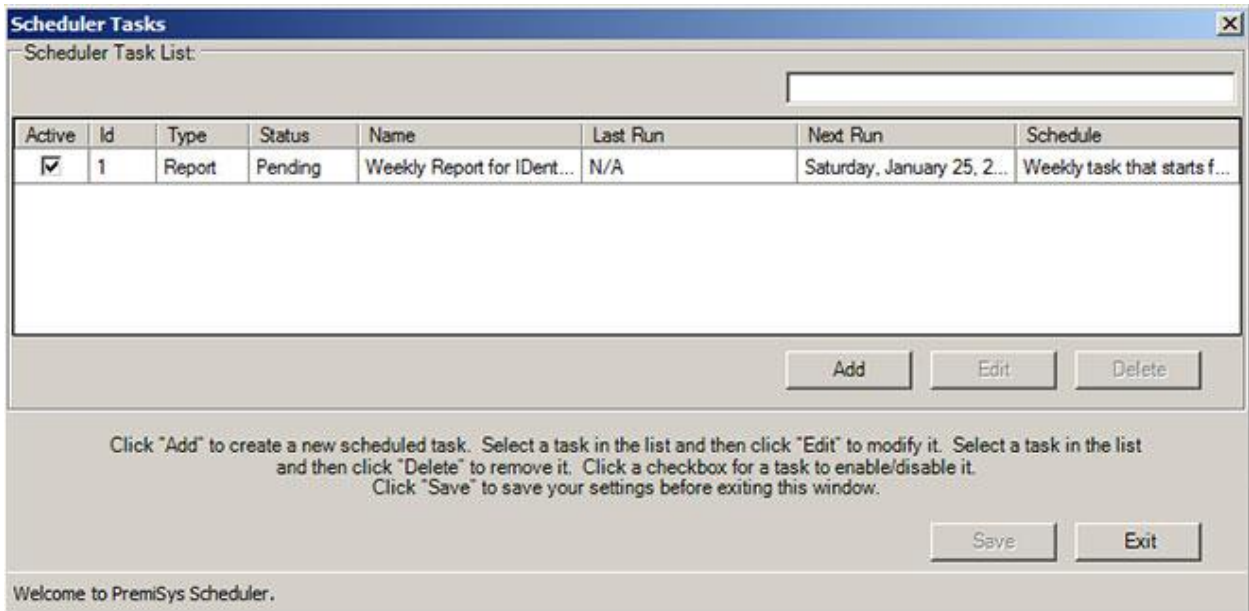 Scheduler Tasks
Scheduler Task List:
Active Id Type Status Name Last Run Next Run Schedule
1 Report Pending Weekly Report for IDent... N/A Saturday, January 25, 2... Weekly task that starts f...
Add Edit Delete
Click "Add" to create a new scheduled task. Select a task in the list and then click "Edit" to modify it. Select a task in the list
and then click "Delete" to remove it. Click a checkbox for a task to enable/disable it.
Click "Save" to save your settings before exiting this window.
Save Exit
Welcome to PremiSys Scheduler.